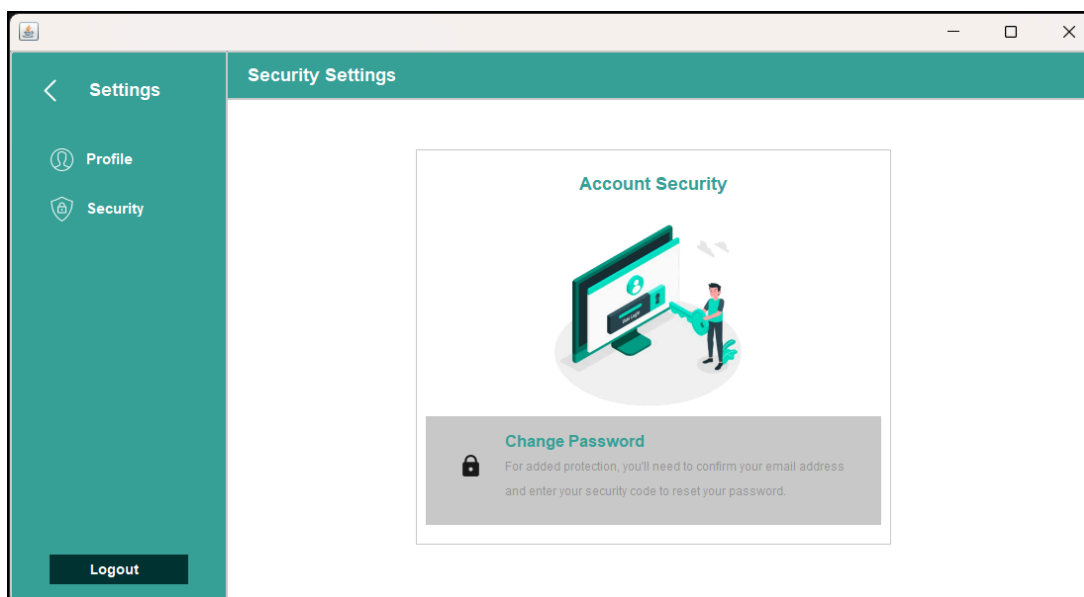 Settings
Profile
Security
Logout
Security Settings
Account Security
Change Password
For added protection, you'll need to confirm your email address
and enter your security code to reset your password.